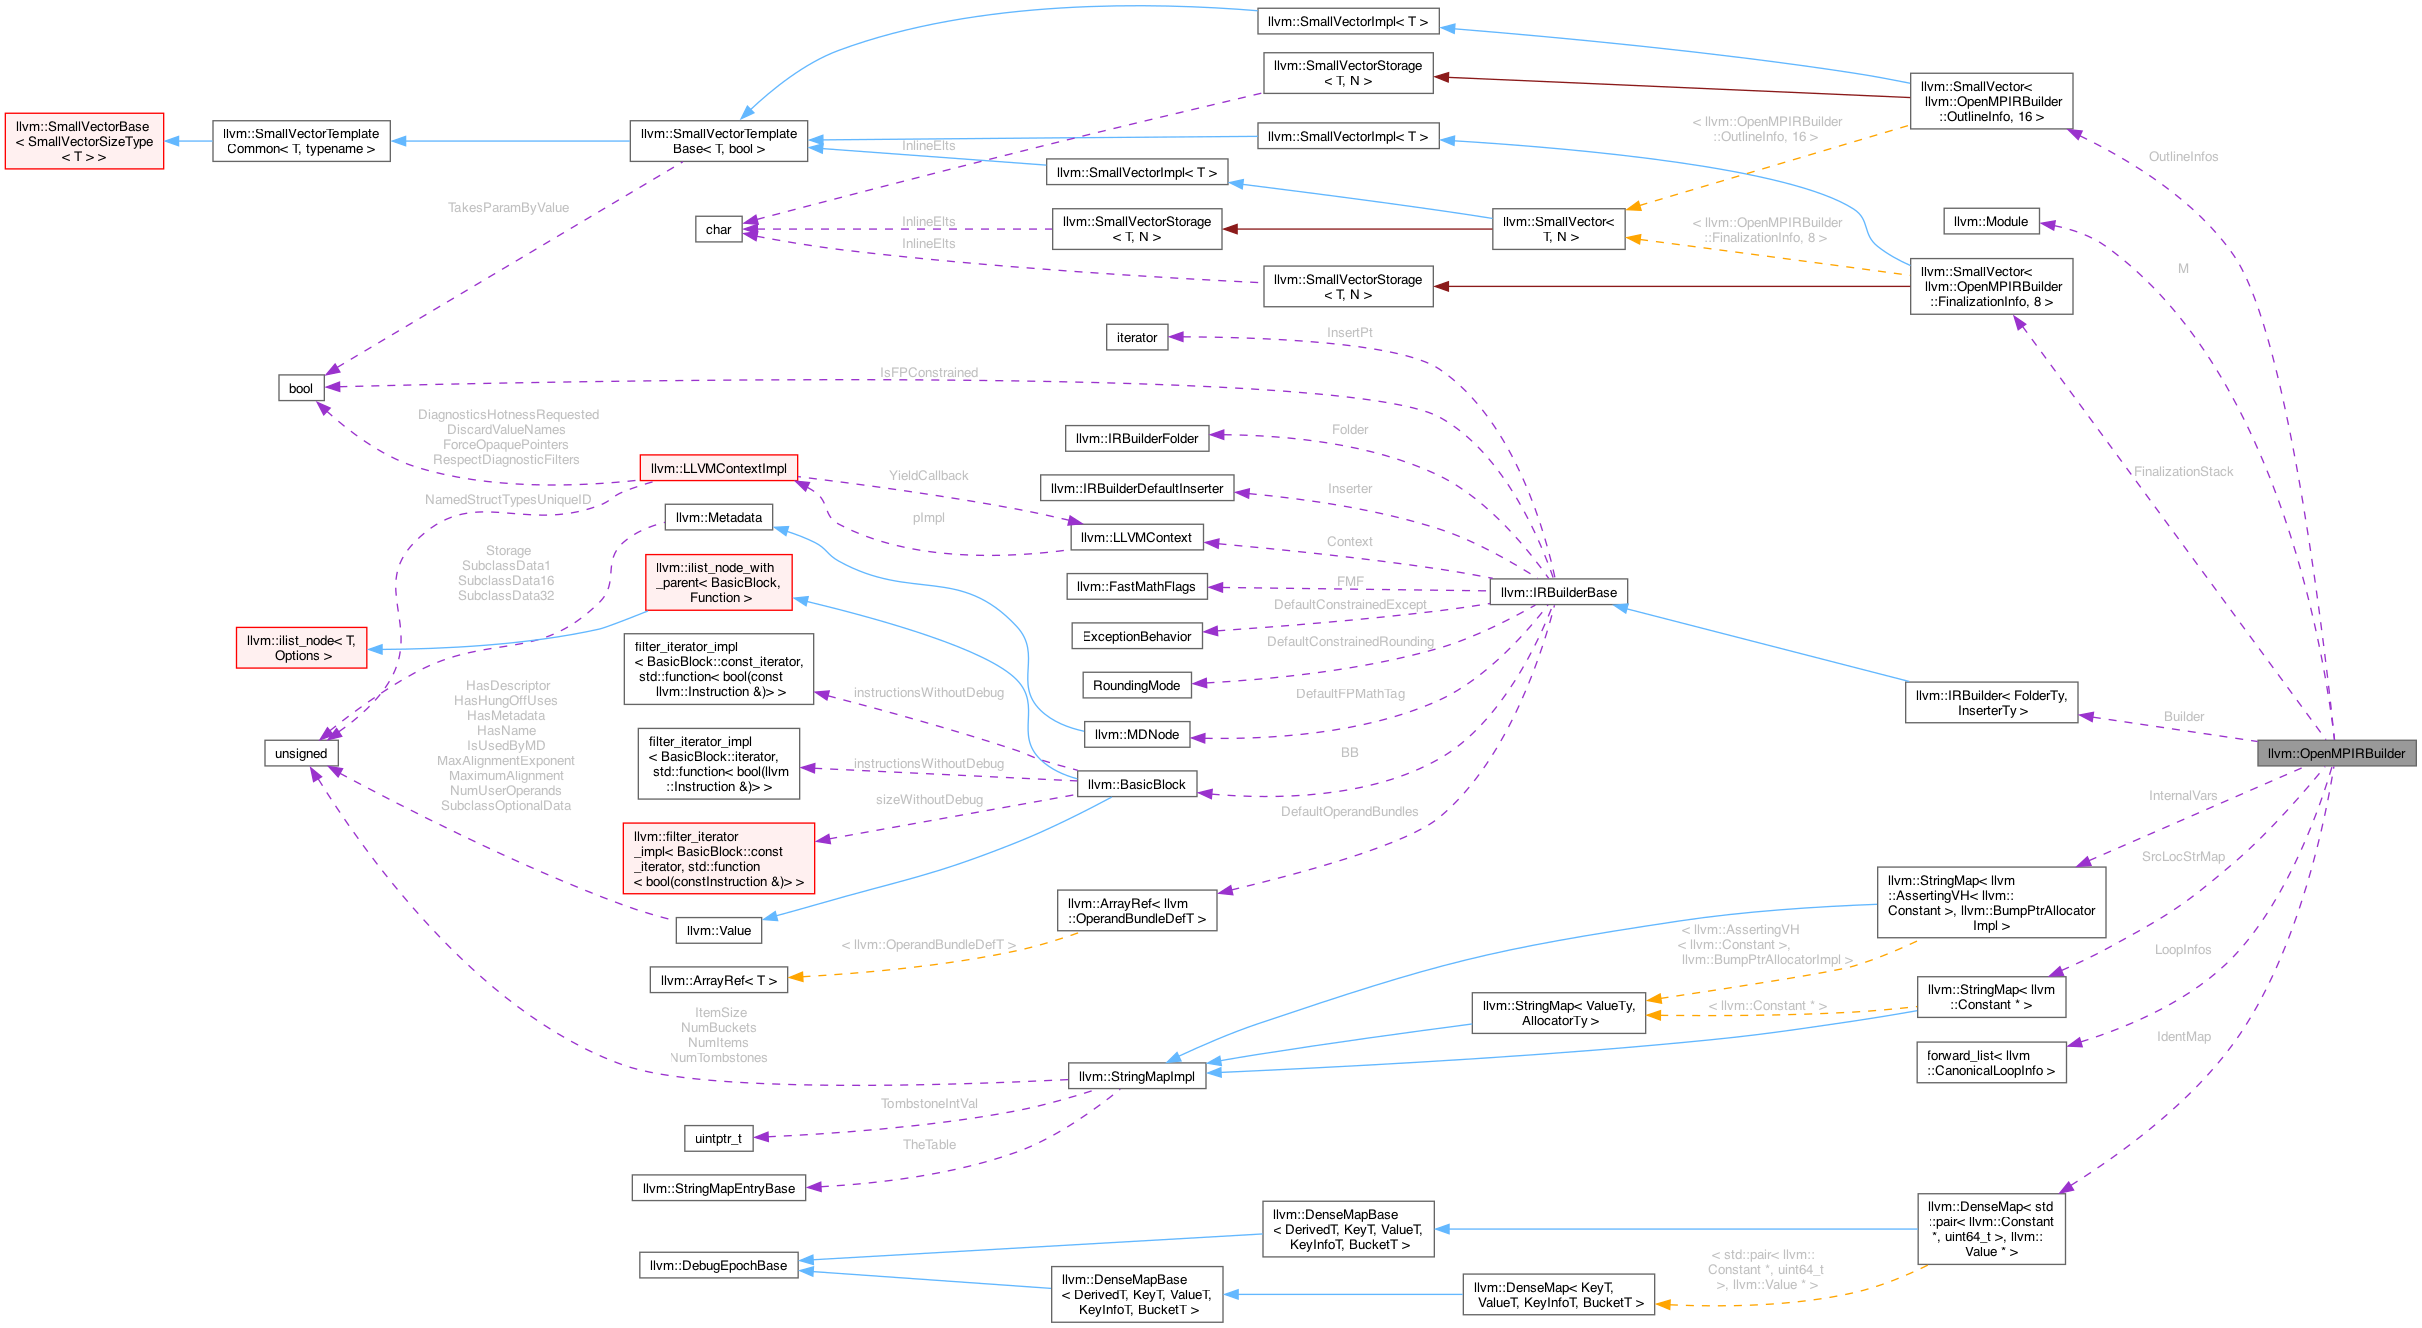 llvm::SmallVectorImpl< T >
llvm::SmallVectorStorage
< T, N >
llvm::SmallVector<
llvm::OpenMPIRBuilder
::OutlineInfo, 16 >
llvm::SmallVectorBase
< SmallVectorSizeType
< T > >
llvm::SmallVectorTemplate
Common< T, typename >
llvm::SmallVectorTemplate
Base< T, bool >
llvm::SmallVectorImpl< T >
< llvm::OpenMPIRBuilder
::OutlineInfo, 16 >
InlineElts
OutlineInfos
llvm::SmallVectorImpl< T >
TakesParamByValue
char
InlineElts
InlineElts
llvm::SmallVectorStorage
< T, N >
llvm::SmallVector<
T, N >
< llvm::OpenMPIRBuilder
::FinalizationInfo, 8 >
llvm::Module
M
llvm::SmallVectorStorage
< T, N >
llvm::SmallVector<
llvm::OpenMPIRBuilder
::FinalizationInfo, 8 >
iterator
InsertPt
bool
IsFPConstrained
DiagnosticsHotnessRequested
DiscardValueNames
ForceOpaquePointers
RespectDiagnosticFilters
llvm::IRBuilderFolder
Folder
llvm::LLVMContextImpl
YieldCallback
FinalizationStack
llvm::IRBuilderDefaultInserter
Inserter
NamedStructTypesUniqueID
llvm::Metadata
pImpl
llvm::LLVMContext
Context
Storage
SubclassData1
SubclassData16
SubclassData32
llvm::ilist_node_with
_parent< BasicBlock,
Function >
llvm::FastMathFlags
FMF
llvm::IRBuilderBase
DefaultConstrainedExcept
ExceptionBehavior
DefaultConstrainedRounding
llvm::ilist_node< T,
Options >
filter_iterator_impl
< BasicBlock::const_iterator,
std::function< bool(const
llvm::Instruction &)> >
RoundingMode
instructionsWithoutDebug
DefaultFPMathTag
llvm::IRBuilder< FolderTy,
InserterTy >
Builder
HasDescriptor
HasHungOffUses
HasMetadata
HasName
IsUsedByMD
MaxAlignmentExponent
MaximumAlignment
NumUserOperands
SubclassOptionalData
unsigned
llvm::MDNode
BB
llvm::OpenMPIRBuilder
filter_iterator_impl
< BasicBlock::iterator,
std::function< bool(llvm
::Instruction &)> >
instructionsWithoutDebug
llvm::BasicBlock
sizeWithoutDebug
DefaultOperandBundles
InternalVars
llvm::filter_iterator
_impl< BasicBlock::const
_iterator, std::function
< bool(constInstruction &)> >
SrcLocStrMap
llvm::StringMap< llvm
::AssertingVH< llvm::
Constant >, llvm::BumpPtrAllocator
Impl >
llvm::ArrayRef< llvm
::OperandBundleDefT >
llvm::Value
< llvm::OperandBundleDefT >
< llvm::AssertingVH
< llvm::Constant >,
llvm::BumpPtrAllocatorImpl >
LoopInfos
llvm::ArrayRef< T >
llvm::StringMap< llvm
::Constant * >
llvm::StringMap< ValueTy,
AllocatorTy >
< llvm::Constant * >
ItemSize
NumBuckets
NumItems
NumTombstones
IdentMap
forward_list< llvm
::CanonicalLoopInfo >
llvm::StringMapImpl
TombstoneIntVal
uintptr_t
TheTable
llvm::StringMapEntryBase
llvm::DenseMapBase
< DerivedT, KeyT, ValueT,
KeyInfoT, BucketT >
llvm::DenseMap< std
::pair< llvm::Constant
*, uint64_t >, llvm::
Value * >
llvm::DebugEpochBase
< std::pair< llvm::
Constant *, uint64_t
>, llvm::Value * >
llvm::DenseMapBase
< DerivedT, KeyT, ValueT,
KeyInfoT, BucketT >
llvm::DenseMap< KeyT,
ValueT, KeyInfoT, BucketT >